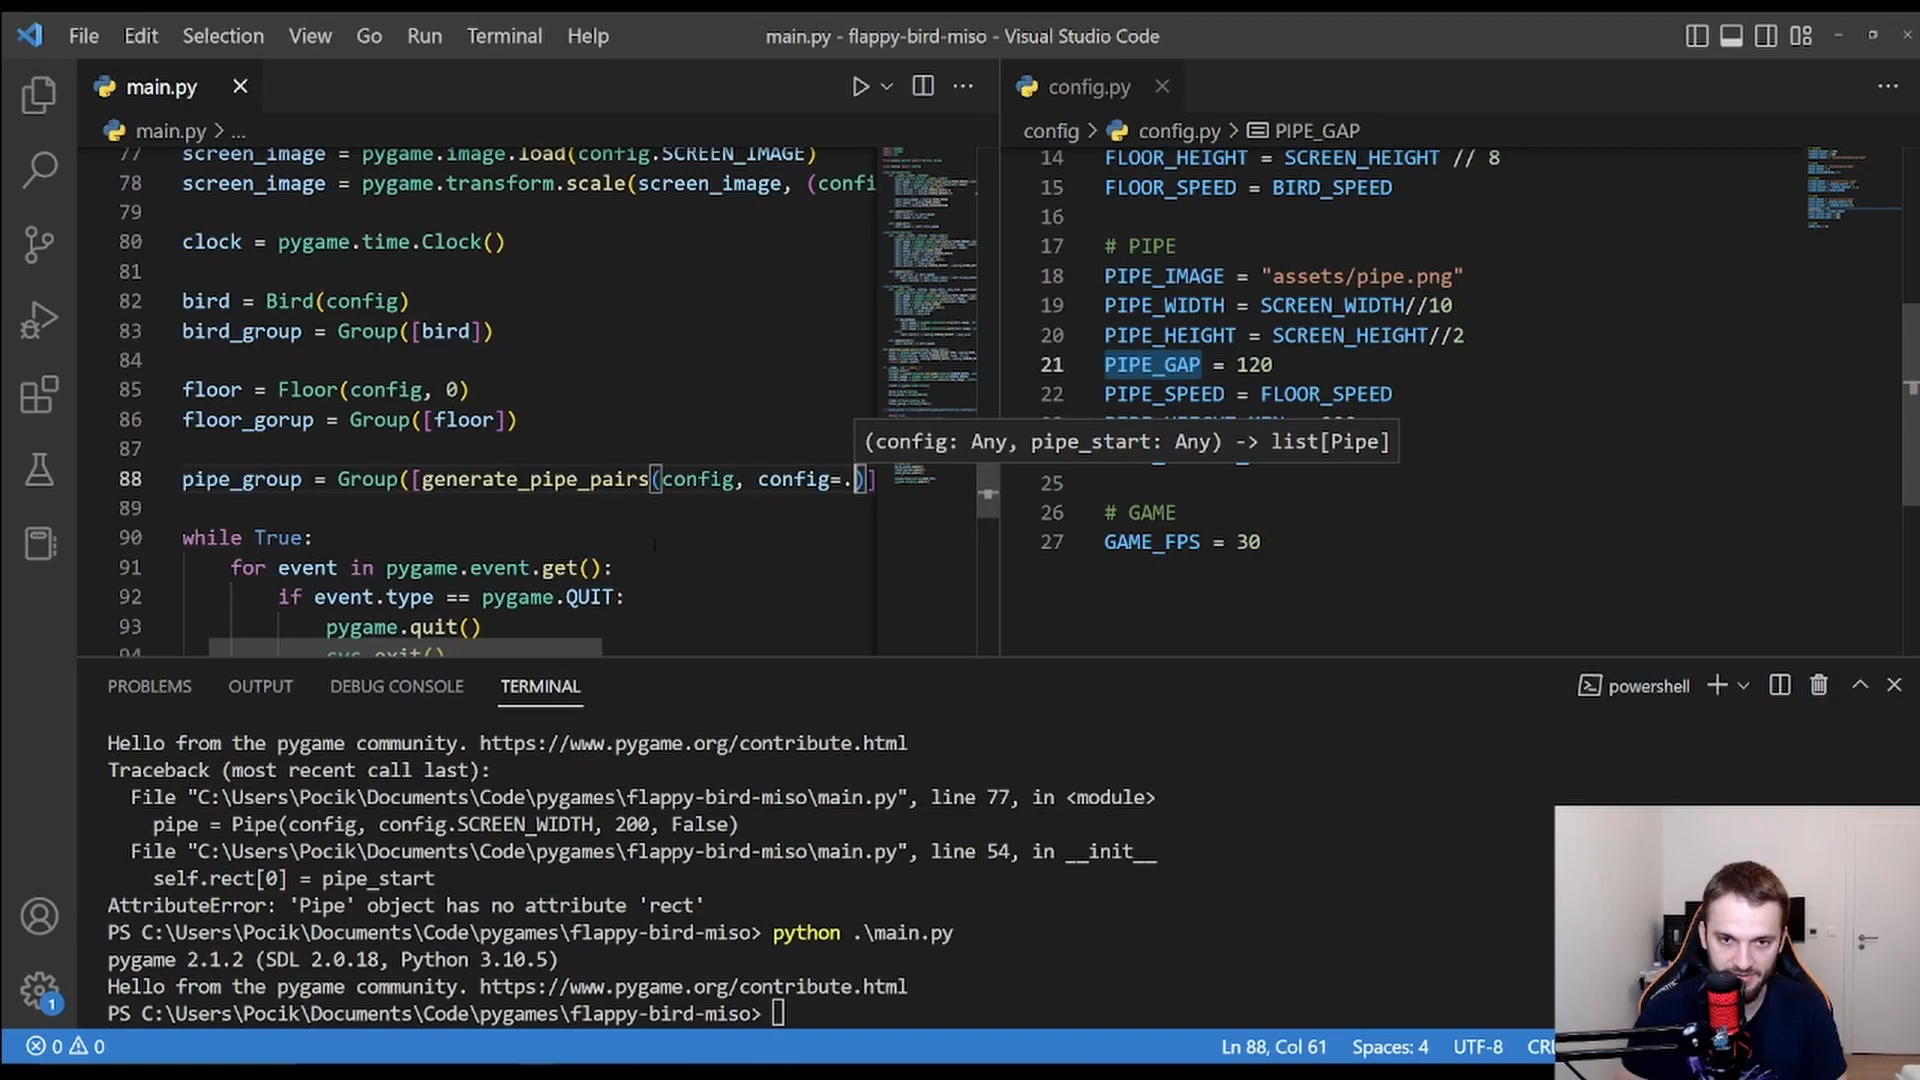 File Edit Selection View Go Run Terminal Help
main.py - flappy-bird-miso - Visual Studio Code
main.py
main.py > ...
77 screen_image = pygame.image.load(config.SCREEN_IMAGE)
78 screen_image = pygame.transform.scale(screen_image, (confi
79
80 clock = pygame.time.Clock()
81
82 bird = Bird(config)
83 bird_group = Group([bird])
84
85 floor = Floor(config, 0)
86 floor_gorup = Group([floor])
87
88 pipe_group = Group([generate_pipe_pairs(config, config=.)]
89
90 while True:
91 for event in pygame.event.get():
92 if event.type == pygame.QUIT:
93 pygame.quit()
94 sys.exit()
config.py
config > config.py > PIPE_GAP
14 FLOOR_HEIGHT = SCREEN_HEIGHT // 8
15 FLOOR_SPEED = BIRD_SPEED
16
17 # PIPE
18 PIPE_IMAGE = "assets/pipe.png"
19 PIPE_WIDTH = SCREEN_WIDTH//10
20 PIPE_HEIGHT = SCREEN_HEIGHT//2
21 PIPE_GAP = 120
22 PIPE_SPEED = FLOOR_SPEED
(config: Any, pipe_start: Any) -> list[Pipe]
25
26 # GAME
27 GAME_FPS = 30
PROBLEMS OUTPUT DEBUG CONSOLE TERMINAL
powershell
Hello from the pygame community. https://www.pygame.org/contribute.html
Traceback (most recent call last):
File "C:\Users\Pocik\Documents\Code\pygames\flappy-bird-miso\main.py", line 77, in <module>
pipe = Pipe(config, config.SCREEN_WIDTH, 200, False)
File "C:\Users\Pocik\Documents\Code\pygames\flappy-bird-miso\main.py", line 54, in __init__
self.rect[0] = pipe_start
AttributeError: 'Pipe' object has no attribute 'rect'
PS C:\Users\Pocik\Documents\Code\pygames\flappy-bird-miso> python .\main.py
pygame 2.1.2 (SDL 2.0.18, Python 3.10.5)
Hello from the pygame community. https://www.pygame.org/contribute.html
PS C:\Users\Pocik\Documents\Code\pygames\flappy-bird-miso>
1
0 0 Ln 88, Col 61 Spaces: 4 UTF-8 CRL